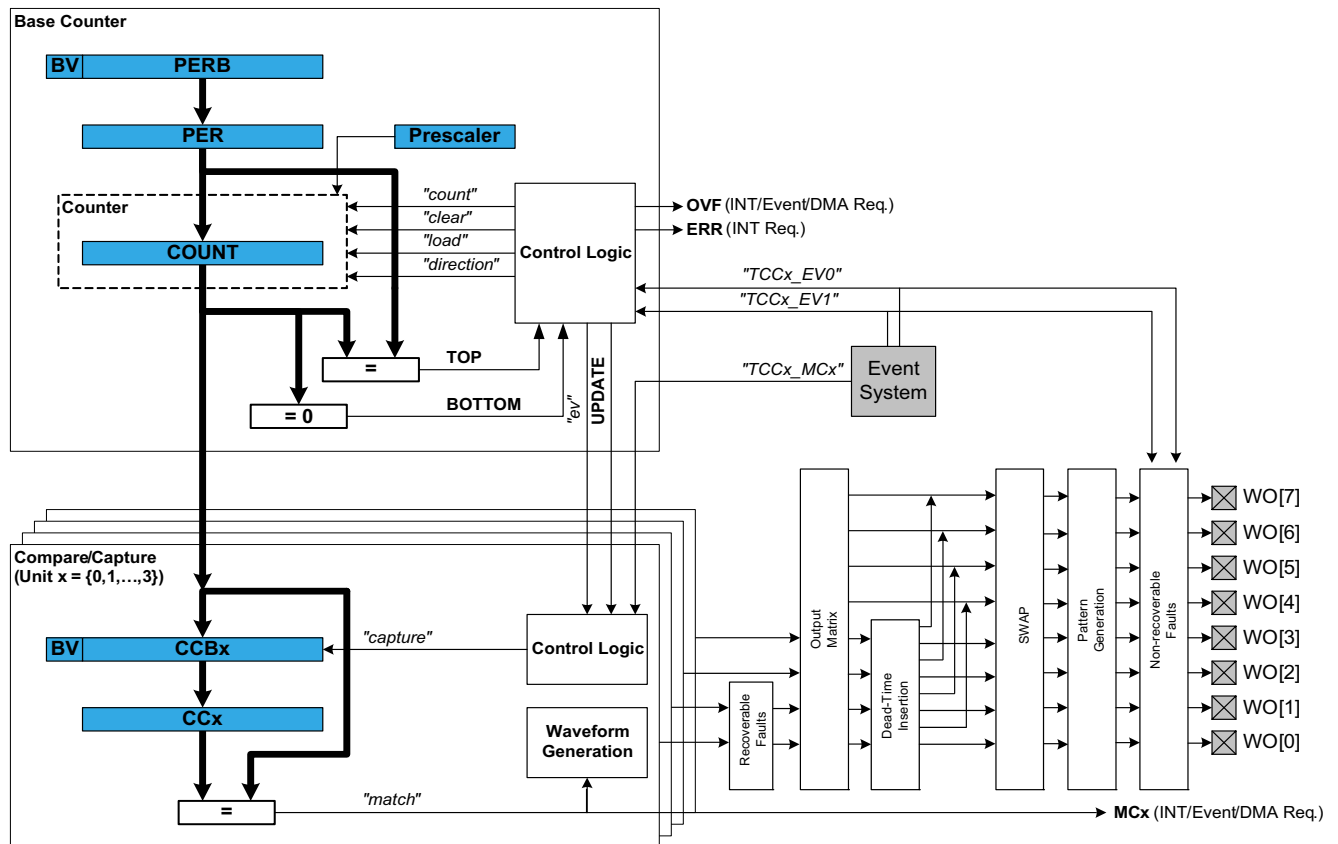 Base Counter
BV PERB
PER
Prescaler
Counter
COUNT
"count"
"clear"
"load"
"direction"
Control Logic
OVF (INT/Event/DMA Req.)
ERR (INT Req.)
"TCCx_EV0"
"TCCx_EV1"
"TCCx_MCx"
Event
System
=
TOP
= 0
BOTTOM
"ev"
UPDATE
Compare/Capture
(Unit x = {0,1,…,3})
BV CCBx
"capture"
Control Logic
CCx
Waveform
Generation
=
"match"
Recoverable
Faults
Output
Matrix
Dead-Time
Insertion
SWAP
Pattern
Generation
Non-recoverable
Faults
WO[7]
WO[6]
WO[5]
WO[4]
WO[3]
WO[2]
WO[1]
WO[0]
MCx (INT/Event/DMA Req.)